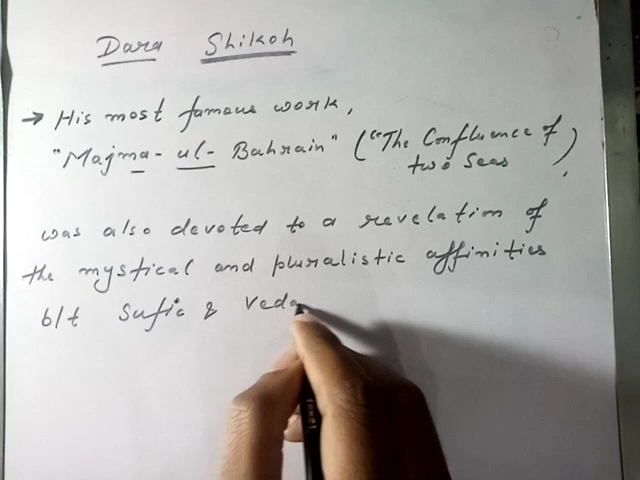 Dara Shikoh
→ His most famous work,
"Majma-ul-Bahrain" ("The Confluence of
two Seas),
was also devoted to a revelation of
the mystical and pluralistic affinities
b/t Sufic & Veda